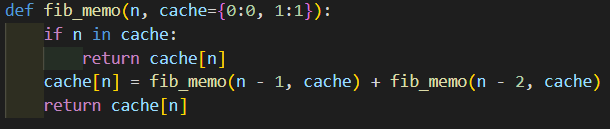 def fib_memo(n, cache={0:0, 1:1}):
    if n in cache:
        return cache[n]
    cache[n] = fib_memo(n - 1, cache) + fib_memo(n - 2, cache)
    return cache[n]